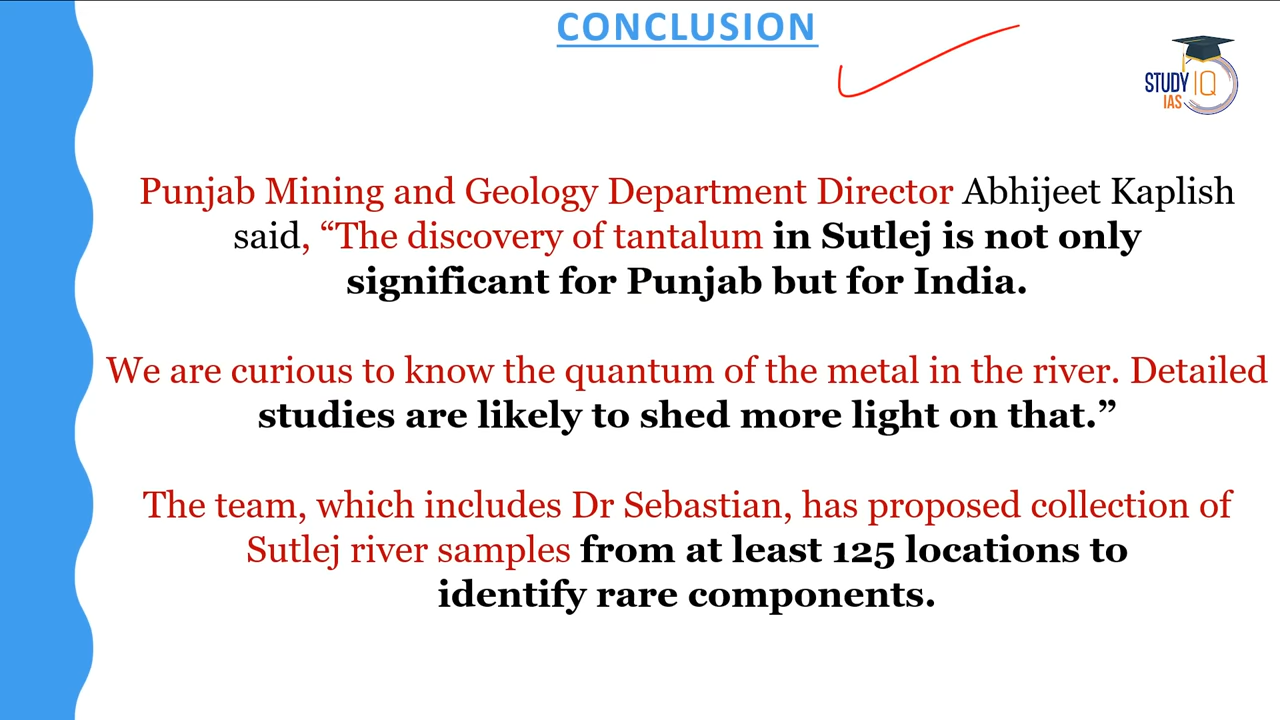 CONCLUSION
STUDY IQ
IAS
Punjab Mining and Geology Department Director Abhijeet Kaplish
said, “The discovery of tantalum in Sutlej is not only
significant for Punjab but for India.
We are curious to know the quantum of the metal in the river. Detailed
studies are likely to shed more light on that.”
The team, which includes Dr Sebastian, has proposed collection of
Sutlej river samples from at least 125 locations to
identify rare components.